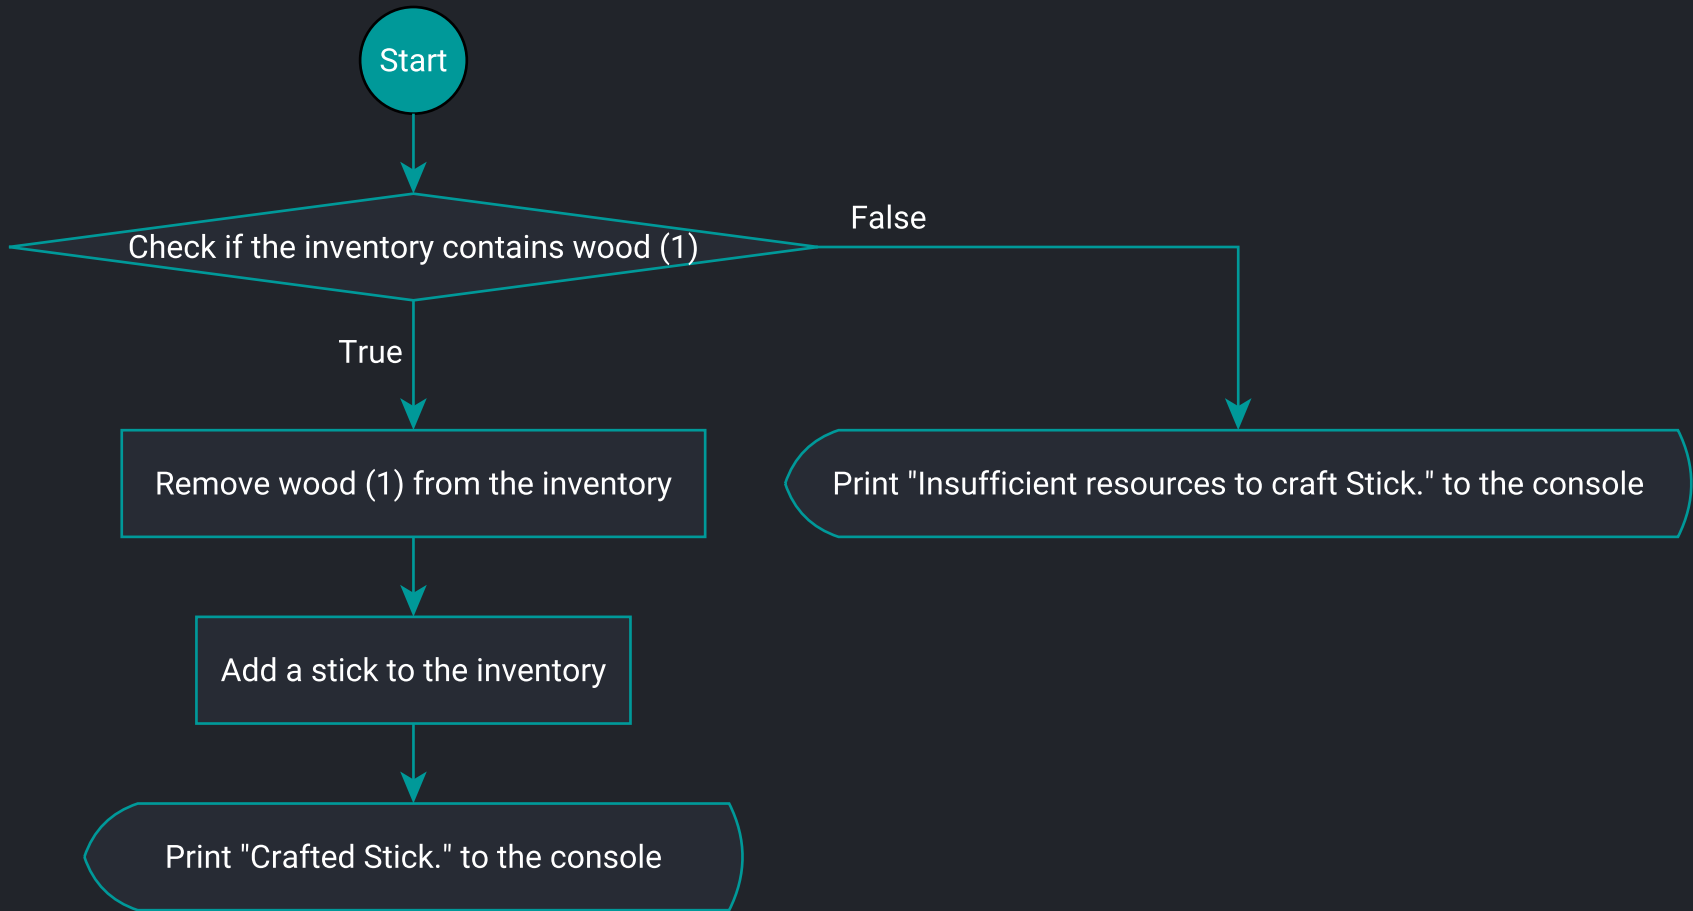 Start
Check if the inventory contains wood (1)
False
True
Remove wood (1) from the inventory
Print "Insufficient resources to craft Stick." to the console
Add a stick to the inventory
Print "Crafted Stick." to the console